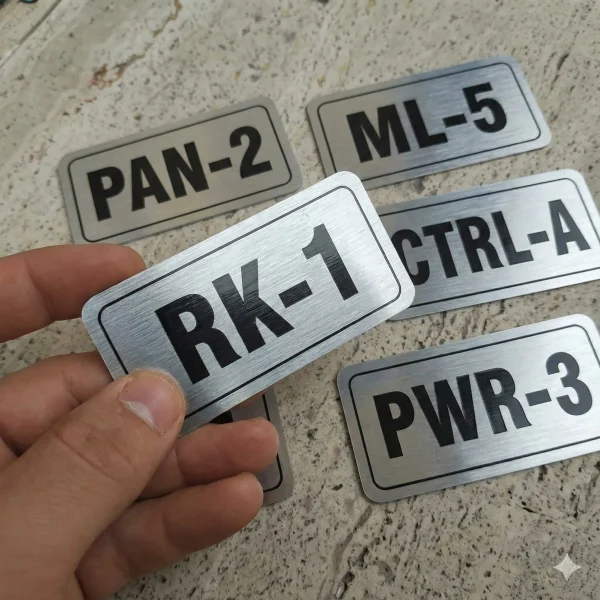 PAN-2
ML-5
RK-1
CTRL-A
PWR-3